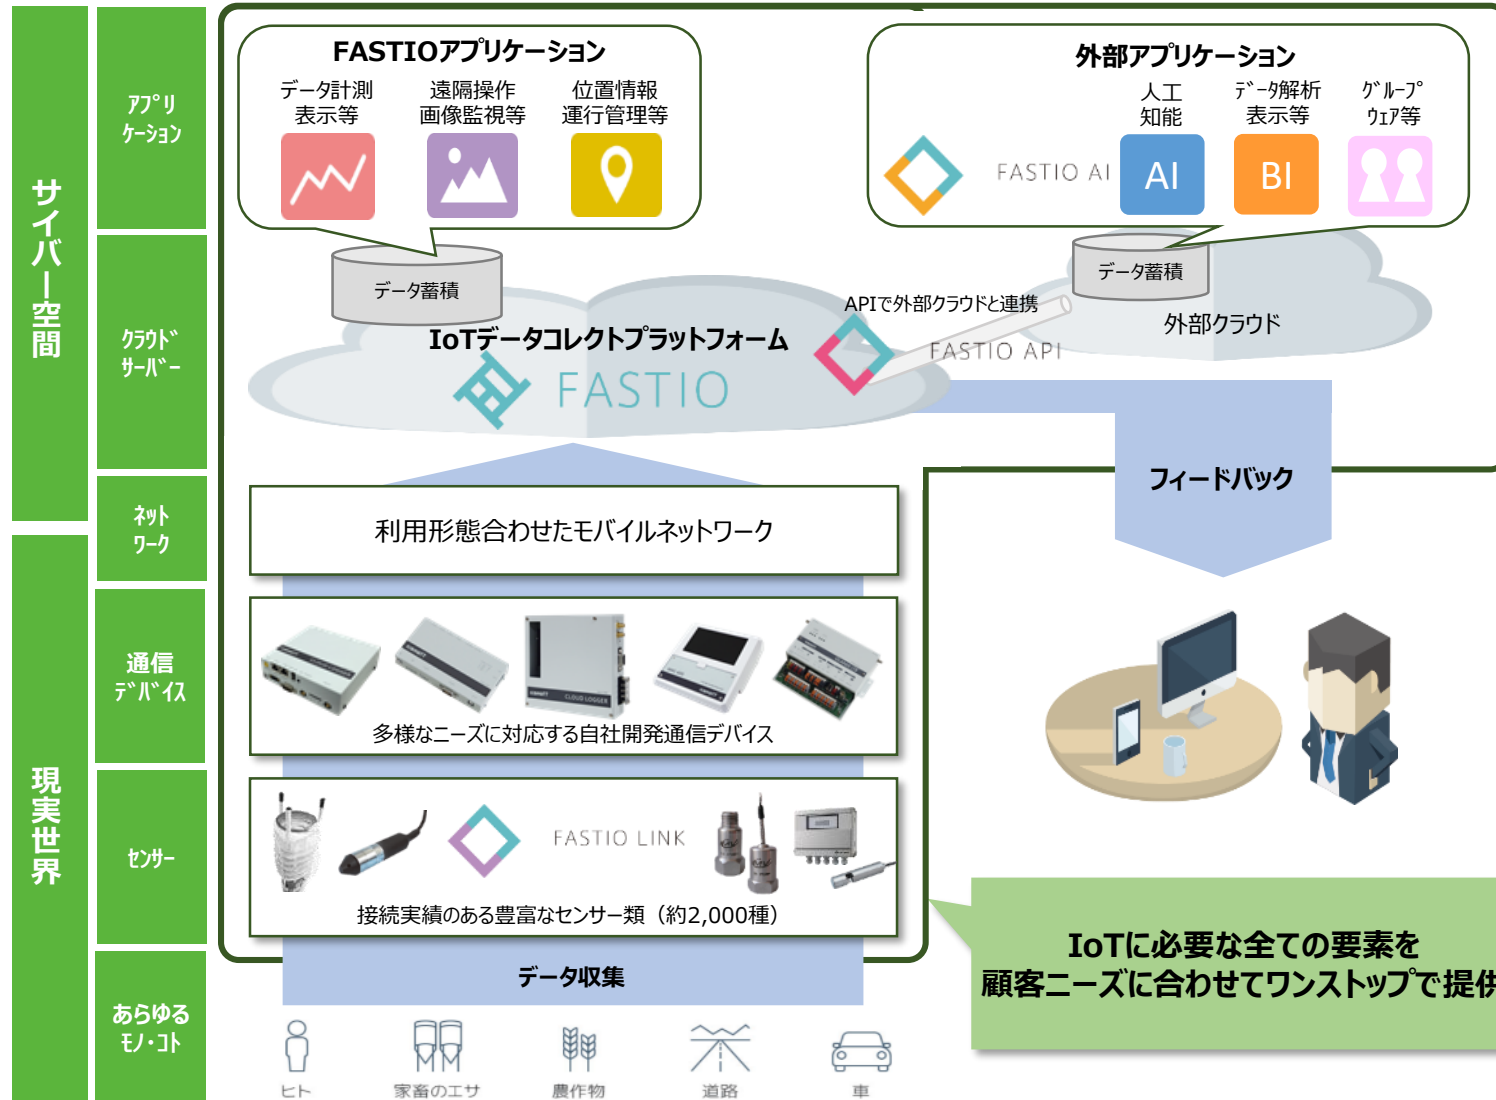 サイバー空間
現実世界
ｱﾌﾟﾘ
ｹｰｼｮﾝ
ｸﾗｳﾄﾞ
ｻｰﾊﾞｰ
ﾈｯﾄ
ﾜｰｸ
通信
ﾃﾞﾊﾞｲｽ
ｾﾝｻｰ
あらゆる
ﾓﾉ・ｺﾄ
FASTIOアプリケーション
データ計測
表示等
遠隔操作
画像監視等
位置情報
運行管理等
外部アプリケーション
FASTIO AI
人工
知能
AI
ﾃﾞｰﾀ解析
表示等
BI
ｸﾞﾙｰﾌﾟ
ｳｪｱ等
データ蓄積
データ蓄積
IoTデータコレクトプラットフォーム
FASTIO
APIで外部クラウドと連携
FASTIO API
外部クラウド
フィードバック
利用形態合わせたモバイルネットワーク
CLOUD LOGGER
多様なニーズに対応する自社開発通信デバイス
FASTIO LINK
接続実績のある豊富なセンサー類（約2,000種）
データ収集
IoTに必要な全ての要素を
顧客ニーズに合わせてワンストップで提供
ヒト
家畜のエサ
農作物
道路
車